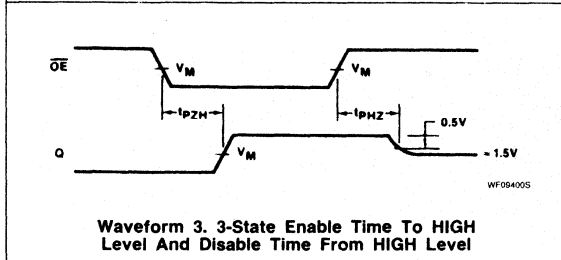 OE
VM
VM
tPZH
tPHZ
0.5V
Q
VM
≈ 1.5V
WF09400S
Waveform 3. 3-State Enable Time To HIGH
Level And Disable Time From HIGH Level